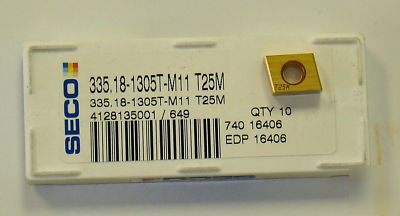 SECO
335.18-1305T-M11 T25M
335.18-1305T-M11 T25M
4128135001 / 649
QTY 10
740 16406
EDP 16406
T25M